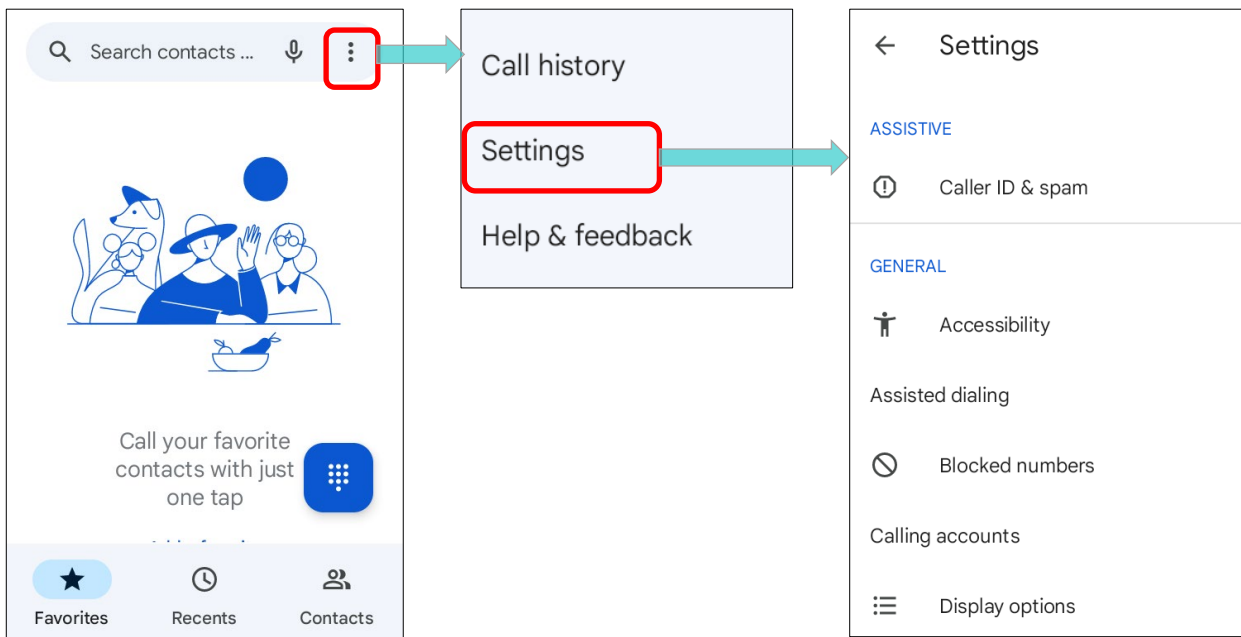 Search contacts ...
Call your favorite
contacts with just
one tap
Favorites
Recents
Contacts
Call history
Settings
Help & feedback
Settings
ASSISTIVE
Caller ID & spam
GENERAL
Accessibility
Assisted dialing
Blocked numbers
Calling accounts
Display options